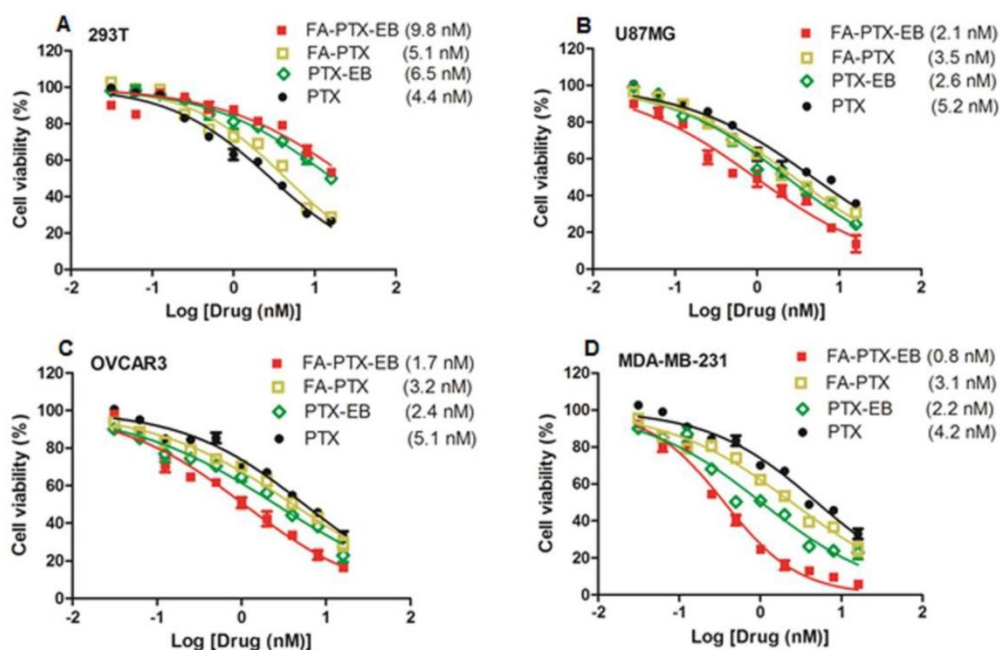 A
293T
FA-PTX-EB (9.8 nM)
FA-PTX (5.1 nM)
PTX-EB (6.5 nM)
PTX (4.4 nM)
Cell viability (%)
120
100
80
60
40
20
0
-2 -1 0 1 2
Log [Drug (nM)]
B
U87MG
FA-PTX-EB (2.1 nM)
FA-PTX (3.5 nM)
PTX-EB (2.6 nM)
PTX (5.2 nM)
Cell viability (%)
120
100
80
60
40
20
0
-2 -1 0 1 2
Log [Drug (nM)]
C
OVCAR3
FA-PTX-EB (1.7 nM)
FA-PTX (3.2 nM)
PTX-EB (2.4 nM)
PTX (5.1 nM)
Cell viability (%)
120
100
80
60
40
20
0
-2 -1 0 1 2
Log [Drug (nM)]
D
MDA-MB-231
FA-PTX-EB (0.8 nM)
FA-PTX (3.1 nM)
PTX-EB (2.2 nM)
PTX (4.2 nM)
Cell viability (%)
120
100
80
60
40
20
0
-2 -1 0 1 2
Log [Drug (nM)]